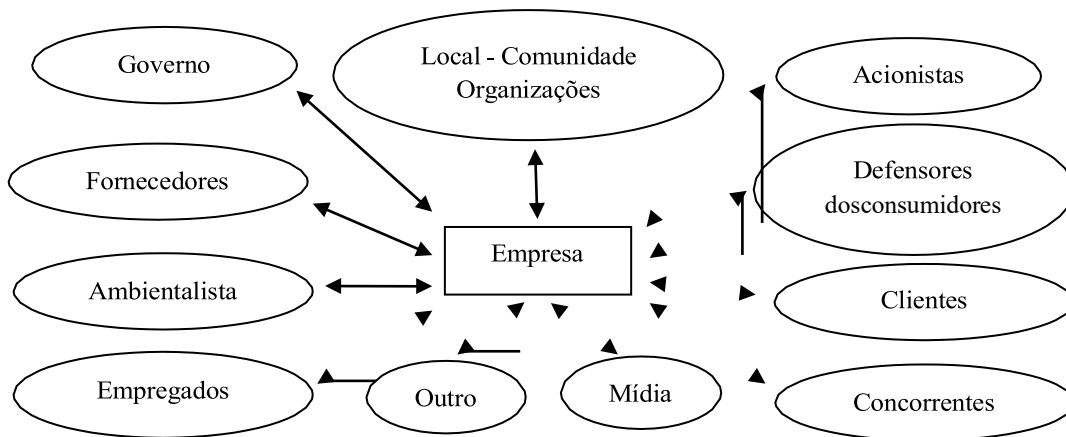 Governo
Local - Comunidade
Organizações
Acionistas
Fornecedores
Defensores
dosconsumidores
Empresa
Ambientalista
Clientes
Empregados
Outro
Mídia
Concorrentes